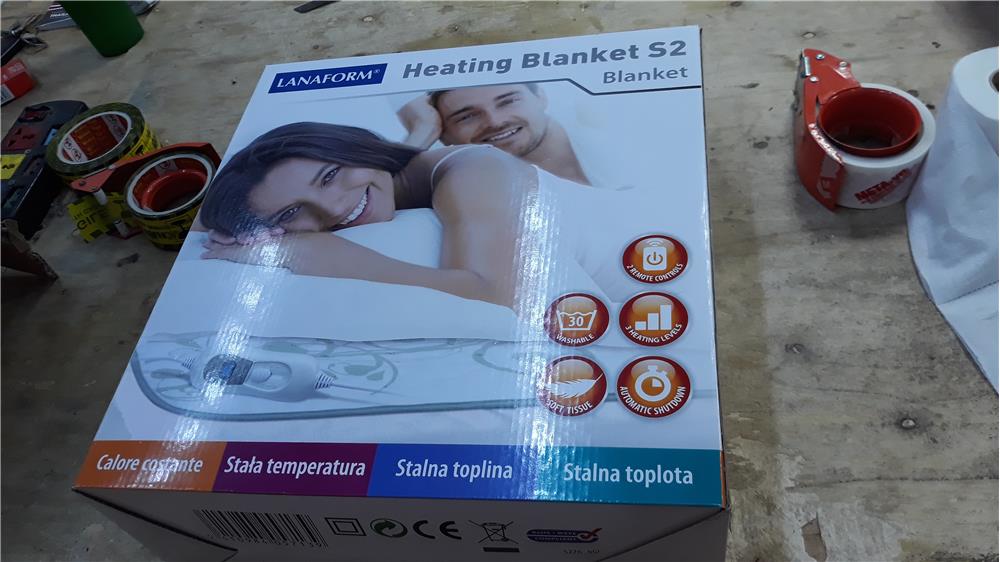 LANAFORM®
Heating Blanket S2
Blanket
2 REMOTE CONTROLS
30
WASHABLE
3 HEATING LEVELS
SOFT TISSUE
AUTOMATIC SHUTDOWN
Calore costante
Stała temperatura
Stalna toplina
Stalna toplota
CE